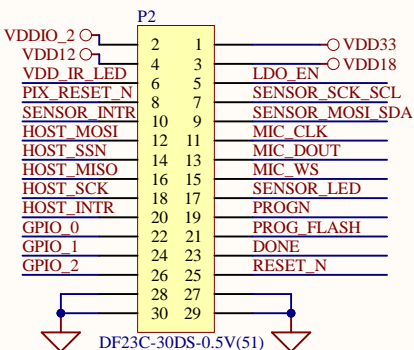 P2
VDDIO_2 2 1 VDD33
VDD12 4 3 VDD18
VDD_IR_LED 6 5 LDO_EN
PIX_RESET_N 8 7 SENSOR_SCK_SCL
SENSOR_INTR 10 9 SENSOR_MOSI_SDA
HOST_MOSI 12 11 MIC_CLK
HOST_SSN 14 13 MIC_DOUT
HOST_MISO 16 15 MIC_WS
HOST_SCK 18 17 SENSOR_LED
HOST_INTR 20 19 PROGN
GPIO_0 22 21 PROG_FLASH
GPIO_1 24 23 DONE
GPIO_2 26 25 RESET_N
28 27
30 29
DF23C-30DS-0.5V(51)